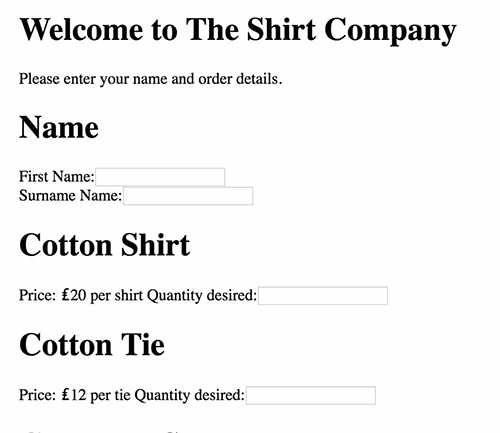 Welcome to The Shirt Company
Please enter your name and order details.
Name
First Name:
Surname Name:
Cotton Shirt
Price: £20 per shirt Quantity desired:
Cotton Tie
Price: £12 per tie Quantity desired: